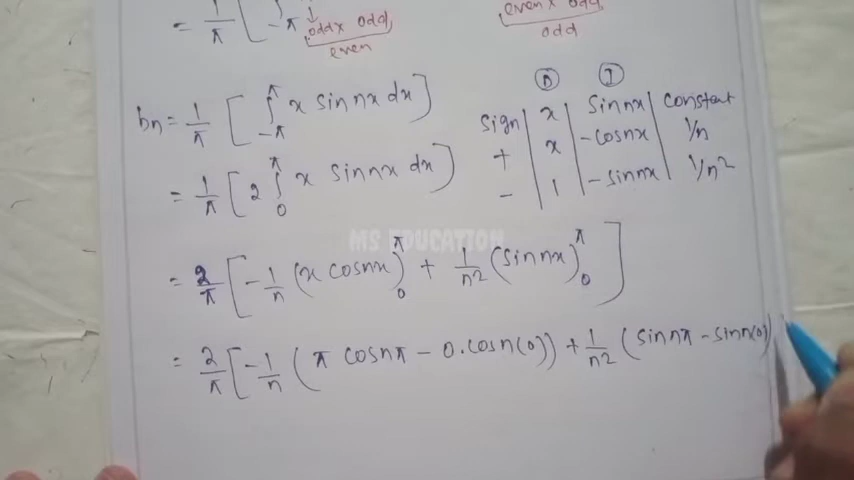 = 1/π [ -π odd x odd even x odd
even odd
bn = 1/π [ ∫_{-π}^{π} x sin nx dx ]
= 1/π [ 2 ∫_0^π x sin nx dx ]
D I
Sign | x | sin nx | constant
+ | x | -cos nx | 1/n
- | 1 | -sin nx | 1/n²
MS EDUCATION
= 2/π [ -1/n (x cos nx)_0^π + 1/n² (sin nx)_0^π ]
= 2/π [ -1/n ( π cos nπ - 0.cos n(0)) + 1/n² (sin nπ - sin n(0))